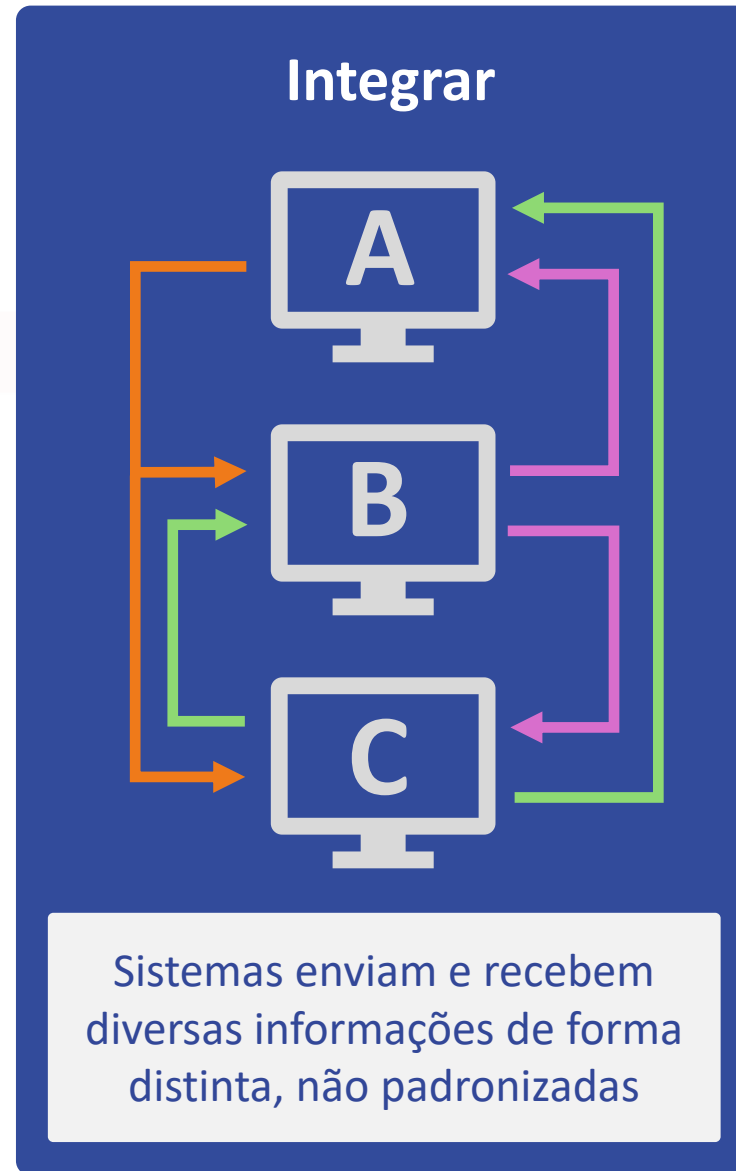 Integrar
A
B
C
Sistemas enviam e recebem
diversas informações de forma
distinta, não padronizadas